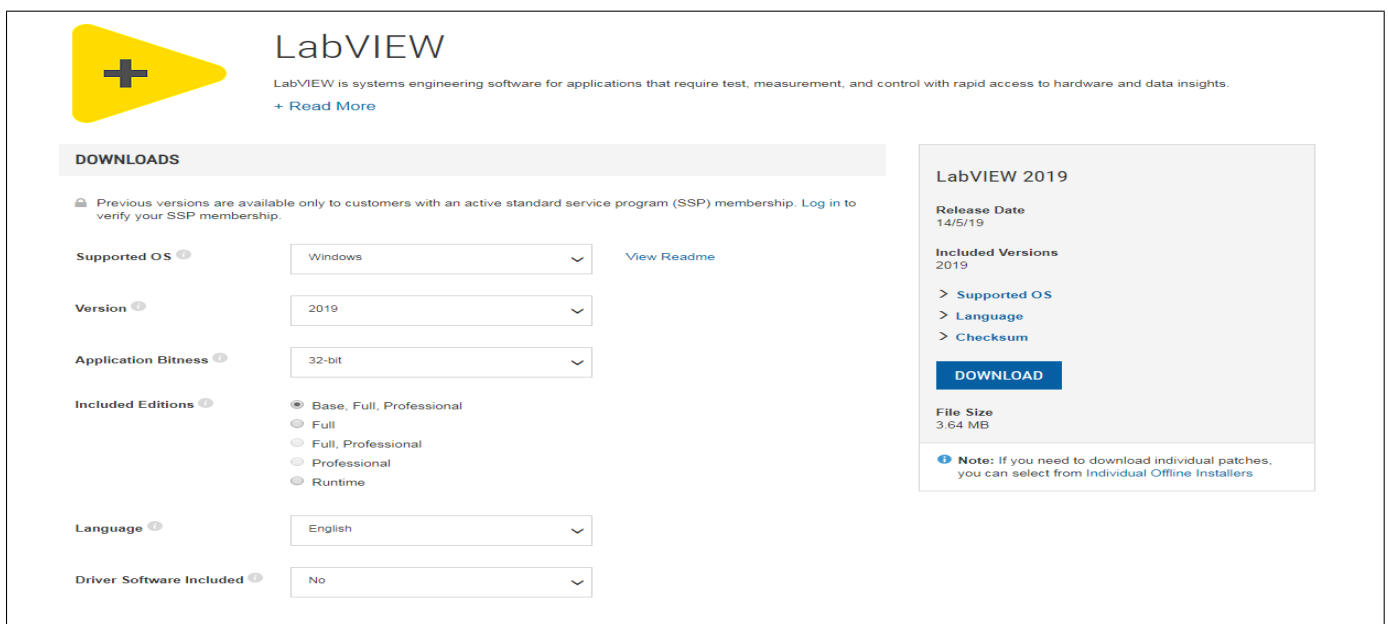 LabVIEW
LabVIEW is systems engineering software for applications that require test, measurement, and control with rapid access to hardware and data insights.
+ Read More
DOWNLOADS
Previous versions are available only to customers with an active standard service program (SSP) membership. Log in to
verify your SSP membership.
Supported OS
Windows
View Readme
Version
2019
Application Bitness
32-bit
Included Editions
Base, Full, Professional
Full
Full, Professional
Professional
Runtime
Language
English
Driver Software Included
No
LabVIEW 2019
Release Date
14/5/19
Included Versions
2019
> Supported OS
> Language
> Checksum
DOWNLOAD
File Size
3.64 MB
Note: If you need to download individual patches,
you can select from Individual Offline Installers